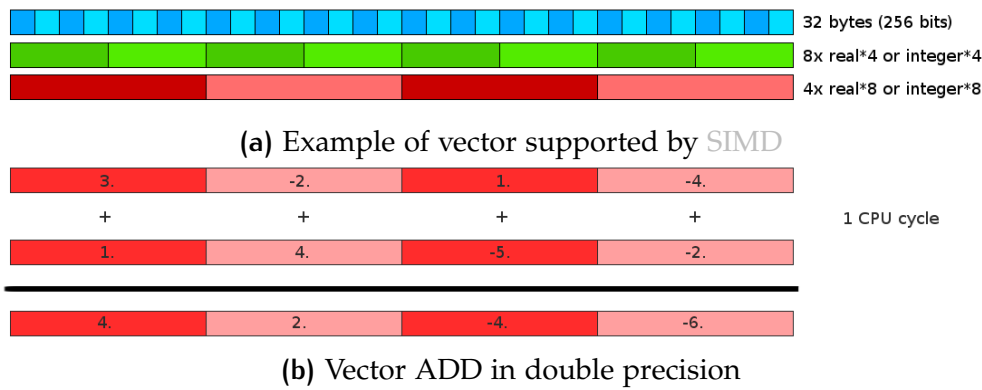 32 bytes (256 bits)
8x real*4 or integer*4
4x real*8 or integer*8
(a) Example of vector supported by SIMD
3. -2. 1. -4.
+ + + + 1 CPU cycle
1. 4. -5. -2.
4. 2. -4. -6.
(b) Vector ADD in double precision